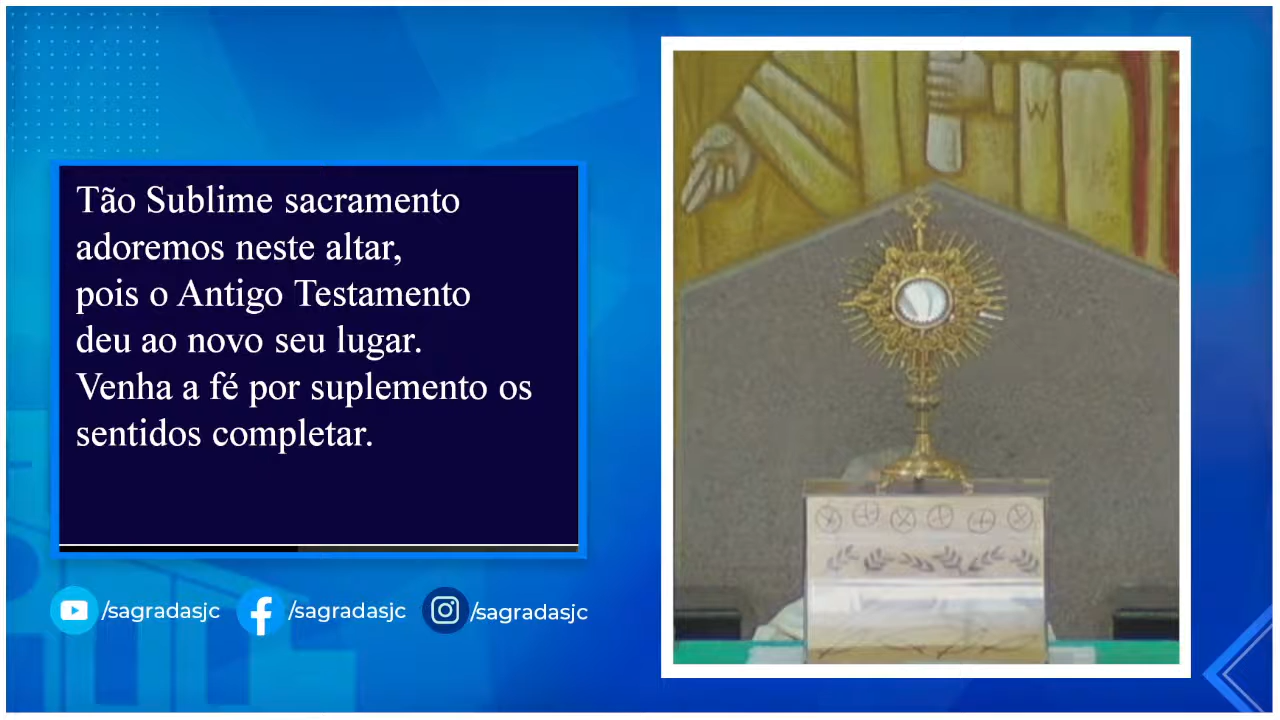 Tão Sublime sacramento
adoremos neste altar,
pois o Antigo Testamento
deu ao novo seu lugar.
Venha a fé por suplemento os
sentidos completar.
/sagradasjc /sagradasjc /sagradasjc
W